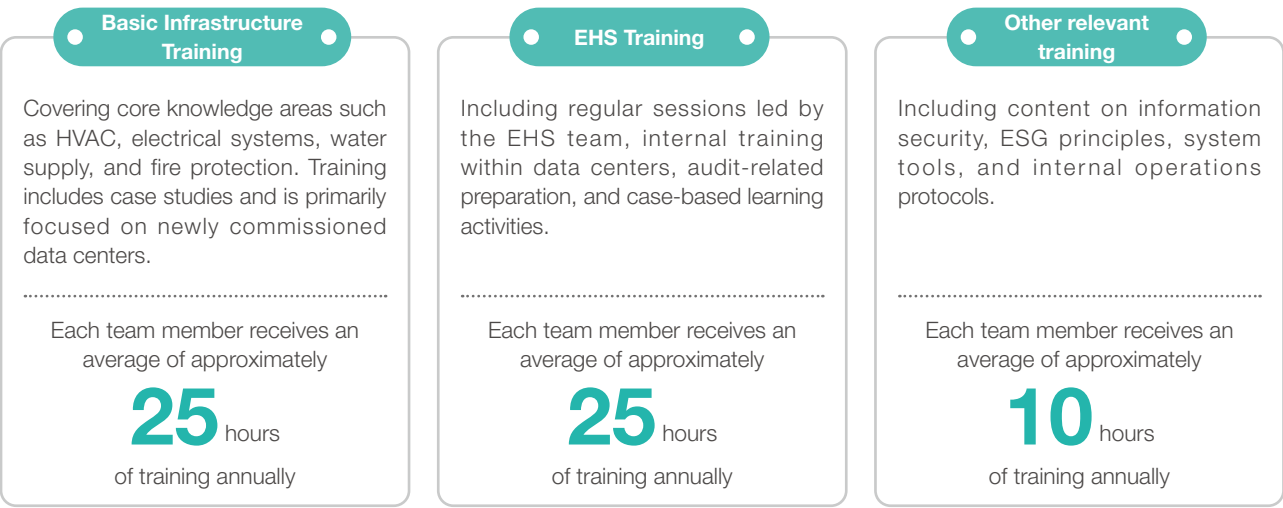 Basic Infrastructure
Training
Covering core knowledge areas such
as HVAC, electrical systems, water
supply, and fire protection. Training
includes case studies and is primarily
focused on newly commissioned
data centers.
Each team member receives an
average of approximately
25 hours
of training annually
EHS Training
Including regular sessions led by
the EHS team, internal training
within data centers, audit-related
preparation, and case-based learning
activities.
Each team member receives an
average of approximately
25 hours
of training annually
Other relevant
training
Including content on information
security, ESG principles, system
tools, and internal operations
protocols.
Each team member receives an
average of approximately
10 hours
of training annually